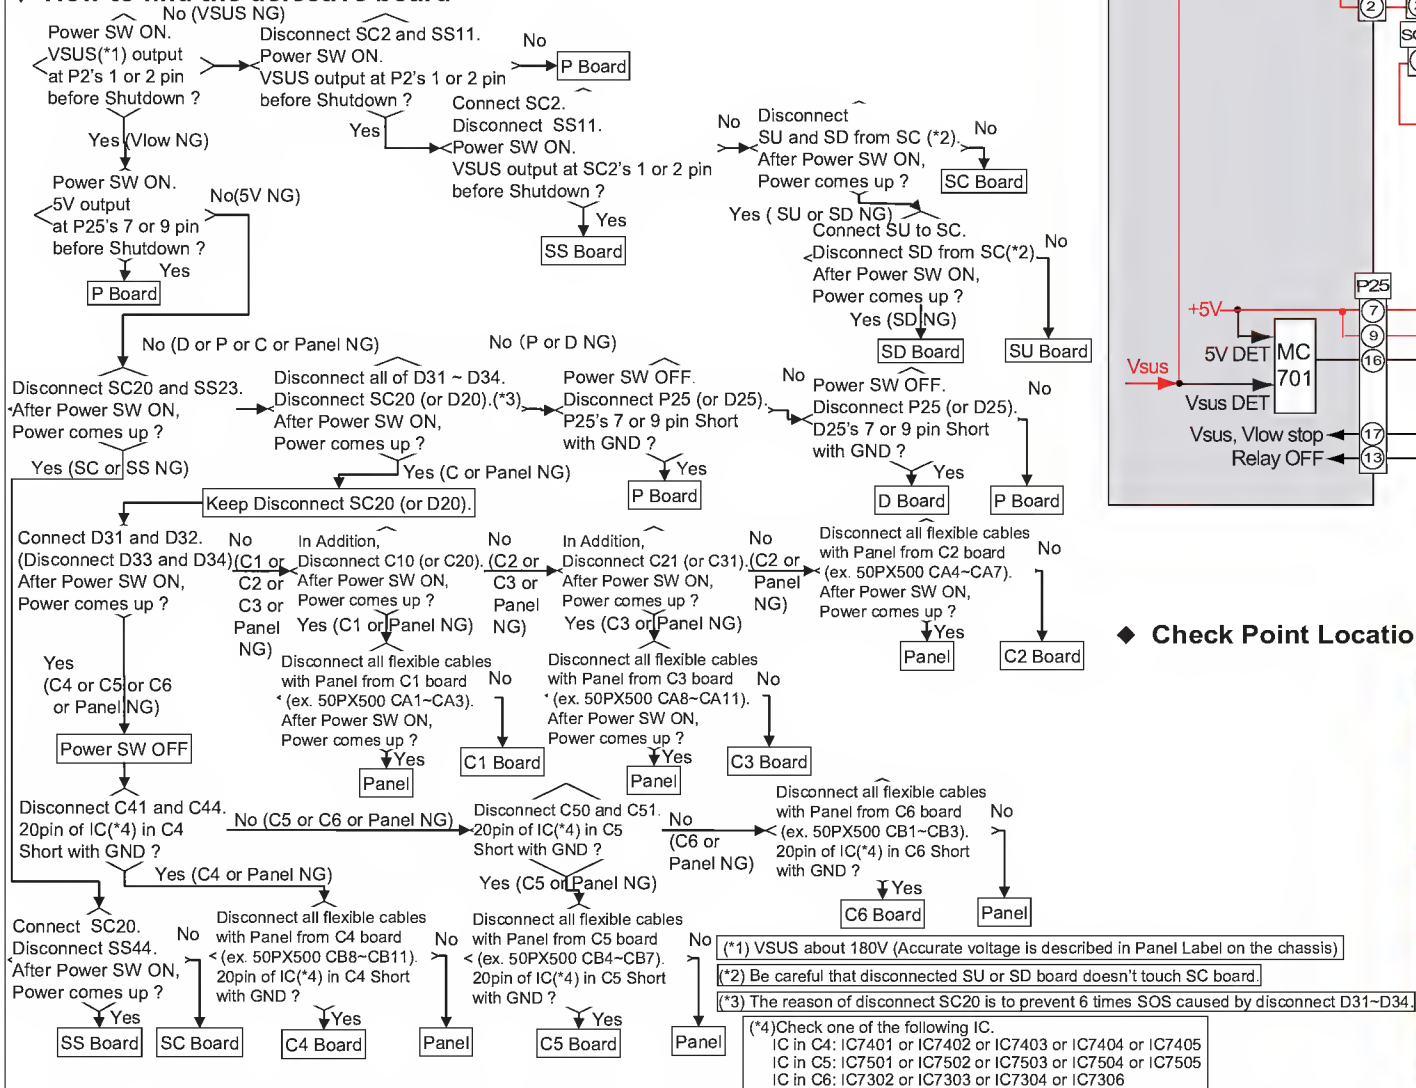 No (VSUS NG)
Power SW ON.
VSUS(*1) output
at P2's 1 or 2 pin
before Shutdown ?
Disconnect SC2 and SS11.
Power SW ON.
VSUS output at P2's 1 or 2 pin
before Shutdown ?
No
P Board
Yes
Connect SC2.
Disconnect SS11.
Power SW ON.
VSUS output at SC2's 1 or 2 pin
before Shutdown ?
No
Disconnect
SU and SD from SC (*2).
After Power SW ON,
Power comes up ?
No
SC Board
Yes
SS Board
Yes ( SU or SD NG)
Connect SU to SC.
Disconnect SD from SC(*2)
After Power SW ON,
Power comes up ?
No
Yes (SD NG)
SD Board
SU Board
Yes (Vlow NG)
Power SW ON.
5V output
at P25's 7 or 9 pin
before Shutdown ?
No(5V NG)
Yes
P Board
No (D or P or C or Panel NG)
No (P or D NG)
Disconnect SC20 and SS23.
After Power SW ON,
Power comes up ?
Disconnect all of D31 ~ D34.
Disconnect SC20 (or D20).(*3)
After Power SW ON,
Power comes up ?
Power SW OFF.
Disconnect P25 (or D25).
P25's 7 or 9 pin Short
with GND ?
No
Power SW OFF.
Disconnect P25 (or D25).
D25's 7 or 9 pin Short
with GND ?
No
Yes (SC or SS NG)
Yes (C or Panel NG)
Yes
P Board
Yes
D Board
P Board
Keep Disconnect SC20 (or D20).
Connect D31 and D32.
(Disconnect D33 and D34)
After Power SW ON,
Power comes up ?
No
(C1 or
C2 or
C3 or
Panel
NG)
In Addition,
Disconnect C10 (or C20).
After Power SW ON,
Power comes up ?
No
(C2 or
C3 or
Panel
NG)
In Addition,
Disconnect C21 (or C31).
After Power SW ON,
Power comes up ?
No
(C2 or
Panel
NG)
Disconnect all flexible cables
with Panel from C2 board
(ex. 50PX500 CA4~CA7).
After Power SW ON,
Power comes up ?
No
Yes
Panel
C2 Board
Yes (C1 or Panel NG)
Disconnect all flexible cables
with Panel from C1 board
(ex. 50PX500 CA1~CA3).
After Power SW ON,
Power comes up ?
No
Yes
Panel
C1 Board
Yes (C3 or Panel NG)
Disconnect all flexible cables
with Panel from C3 board
(ex. 50PX500 CA8~CA11).
After Power SW ON,
Power comes up ?
No
Yes
Panel
C3 Board
Yes
(C4 or C5 or C6
or Panel NG)
Power SW OFF
Disconnect C41 and C44.
20pin of IC(*4) in C4
Short with GND ?
No (C5 or C6 or Panel NG)
Disconnect C50 and C51.
20pin of IC(*4) in C5
Short with GND ?
No
(C6 or
Panel NG)
Disconnect all flexible cables
with Panel from C6 board
(ex. 50PX500 CB1~CB3).
20pin of IC(*4) in C6 Short
with GND ?
No
Yes
C6 Board
Panel
Yes (C4 or Panel NG)
Yes (C5 or Panel NG)
Connect SC20.
Disconnect SS44.
After Power SW ON,
Power comes up ?
No
Yes
SS Board
SC Board
Disconnect all flexible cables
with Panel from C4 board
(ex. 50PX500 CB8~CB11).
20pin of IC(*4) in C4 Short
with GND ?
No
Yes
C4 Board
Panel
Disconnect all flexible cables
with Panel from C5 board
(ex. 50PX500 CB4~CB7).
20pin of IC(*4) in C5 Short
with GND ?
No
Yes
C5 Board
Panel
(*1) VSUS about 180V (Accurate voltage is described in Panel Label on the chassis)
(*2) Be careful that disconnected SU or SD board doesn't touch SC board.
(*3) The reason of disconnect SC20 is to prevent 6 times SOS caused by disconnect D31~D34.
(*4)Check one of the following IC.
IC in C4: IC7401 or IC7402 or IC7403 or IC7404 or IC7405
IC in C5: IC7501 or IC7502 or IC7503 or IC7504 or IC7505
IC in C6: IC7302 or IC7303 or IC7304 or IC7306
2
P25
+5V
7
9
5V DET
MC
701
16
Vsus
Vsus DET
Vsus, Vlow stop
17
Relay OFF
13
◆ Check Point Locatio